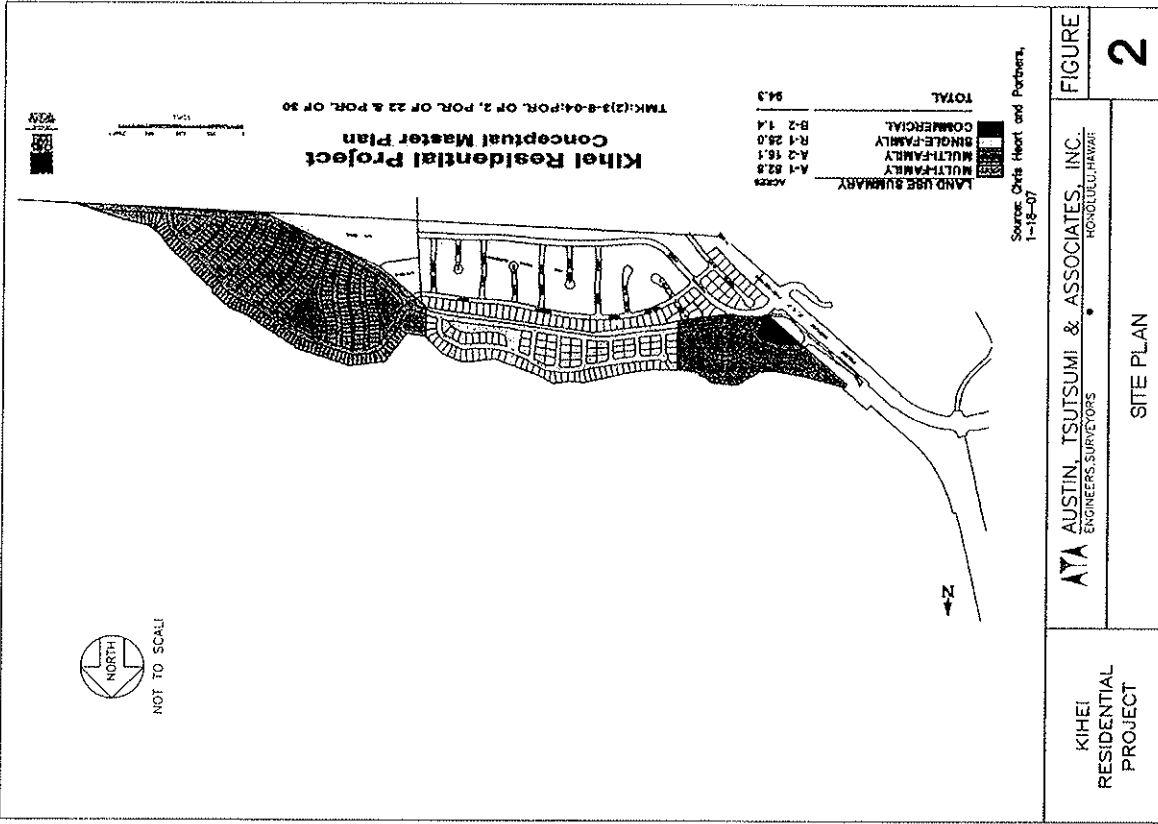 NORTH
NOT TO SCALE
Kihei Residential Project
Conceptual Master Plan
TMK:(2)3-8-04:POR. OF 2, POR. OF 22 & POR. OF 30
LAND USE SUMMARY ACRES
MULTI-FAMILY A-1 52.8
MULTI-FAMILY A-2 15.1
SINGLE-FAMILY R-1 25.0
COMMERCIAL B-2 1.4
TOTAL 94.3
Source: Chris Heart and Partners,
1-18-07
N
KIHEI
RESIDENTIAL
PROJECT
AYA AUSTIN, TSUTSUMI & ASSOCIATES, INC.
ENGINEERS,SURVEYORS • HONOLULU,HAWAII
SITE PLAN
FIGURE
2